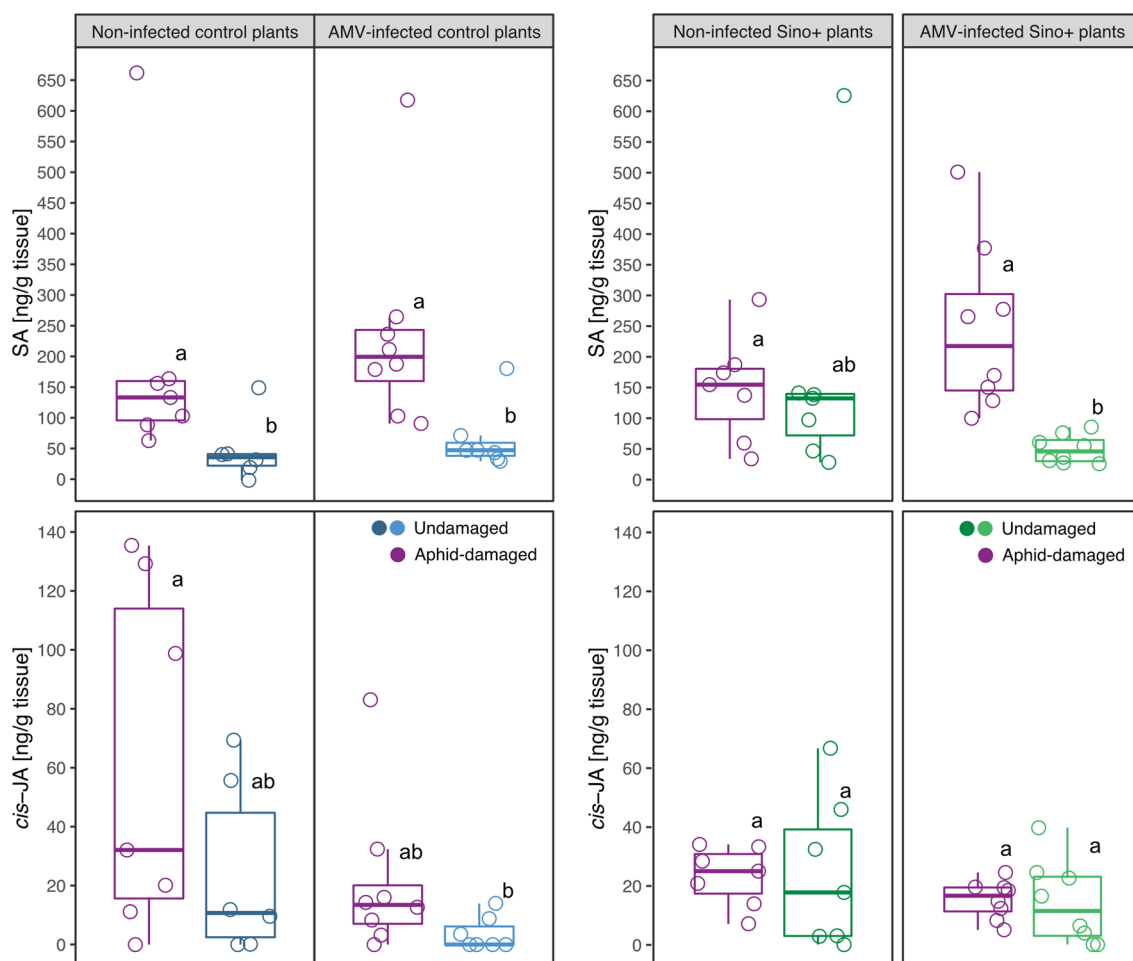 Non-infected control plants
AMV-infected control plants
Non-infected Sino+ plants
AMV-infected Sino+ plants
SA [ng/g tissue]
650
600
550
500
450
400
350
300
250
200
150
100
50
0
a
b
a
b
SA [ng/g tissue]
650
600
550
500
450
400
350
300
250
200
150
100
50
0
a
ab
a
b
cis–JA [ng/g tissue]
140
120
100
80
60
40
20
0
a
ab
Undamaged
Aphid-damaged
ab
b
cis–JA [ng/g tissue]
140
120
100
80
60
40
20
0
a
a
Undamaged
Aphid-damaged
a
a